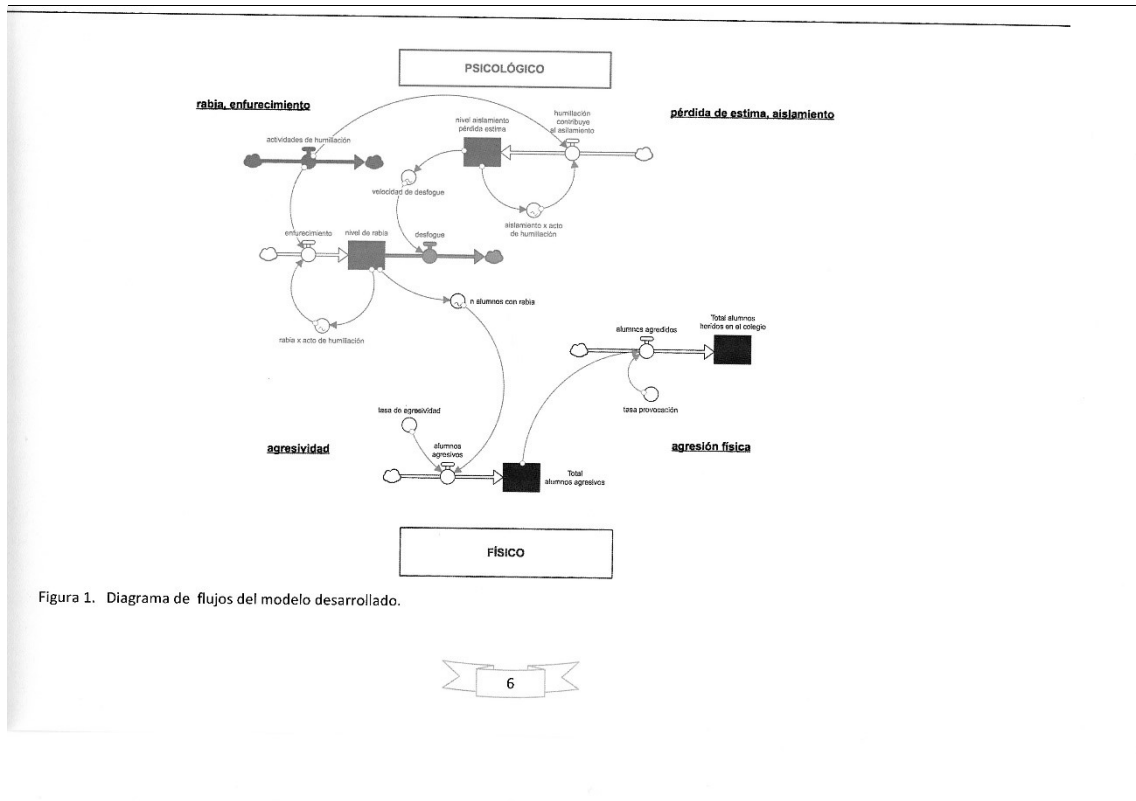 PSICOLÓGICO
rabia, enfurecimiento
pérdida de estima, aislamiento
actividades de humillación
nivel aislamiento
pérdida estima
humillación
contribuye
al asilamiento
velocidad de desfogue
aislamiento x acto
de humillación
enfurecimiento
nivel de rabia
desfogue
n alumnos con rabia
rabia x acto de humillación
alumnos agredidos
Total alumnos
heridos en el colegio
tasa provocación
tasa de agresividad
agresividad
alumnos
agresivos
agresión física
Total
alumnos agresivos
FÍSICO
Figura 1. Diagrama de flujos del modelo desarrollado.
6